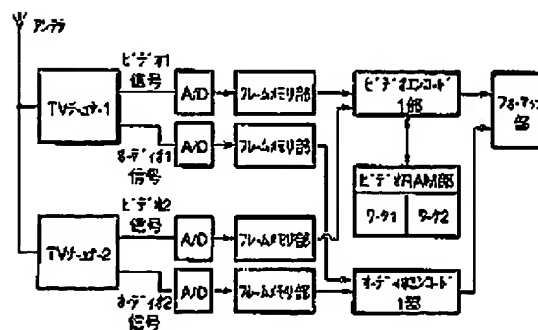 アンテナ
ビデオ1
信号
TVチューナ-1
A/D
フレームメモリ部
ビデオエンコード
1部
フォーマット
部
オーディオ1
信号
A/D
フレームメモリ部
ビデオRAM部
ワーク1
ワーク2
ビデオ2
信号
TVチューナ-2
A/D
フレームメモリ部
オーディオ2
信号
A/D
フレームメモリ部
オーディオエンコード
1部